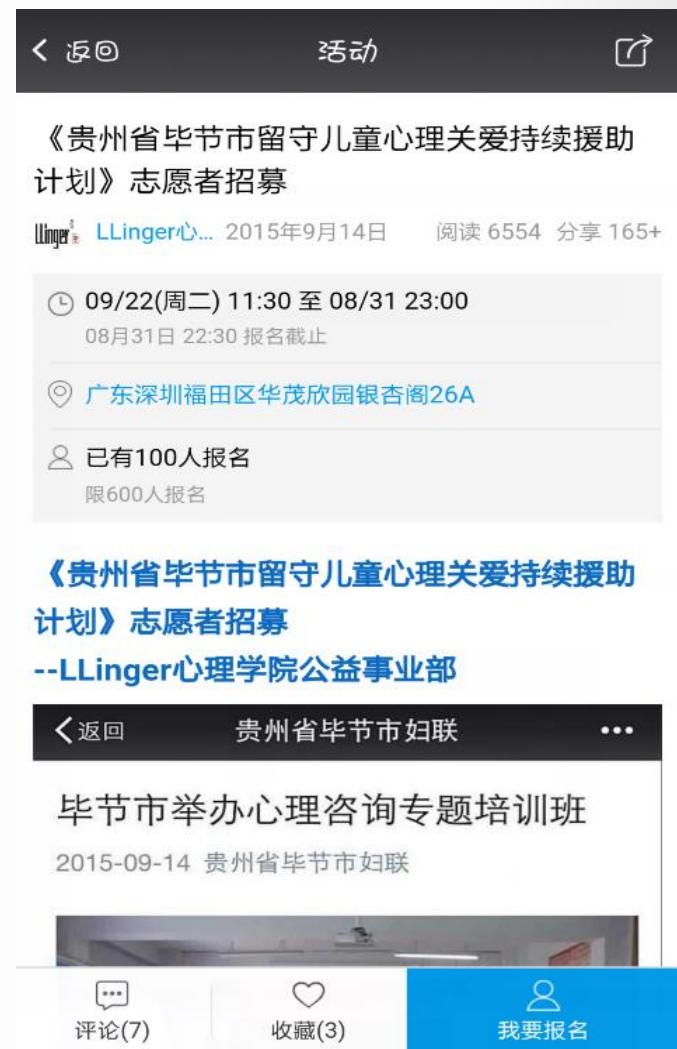 返回
活动
《贵州省毕节市留守儿童心理关爱持续援助
计划》志愿者招募
LLinger
LLinger心... 2015年9月14日 阅读 6554 分享 165+
09/22(周二) 11:30 至 08/31 23:00
08月31日 22:30 报名截止
广东深圳福田区华茂欣园银杏阁26A
已有100人报名
限600人报名
《贵州省毕节市留守儿童心理关爱持续援助
计划》志愿者招募
--LLinger心理学院公益事业部
返回 贵州省毕节市妇联
毕节市举办心理咨询专题培训班
2015-09-14 贵州省毕节市妇联
评论(7) 收藏(3) 我要报名